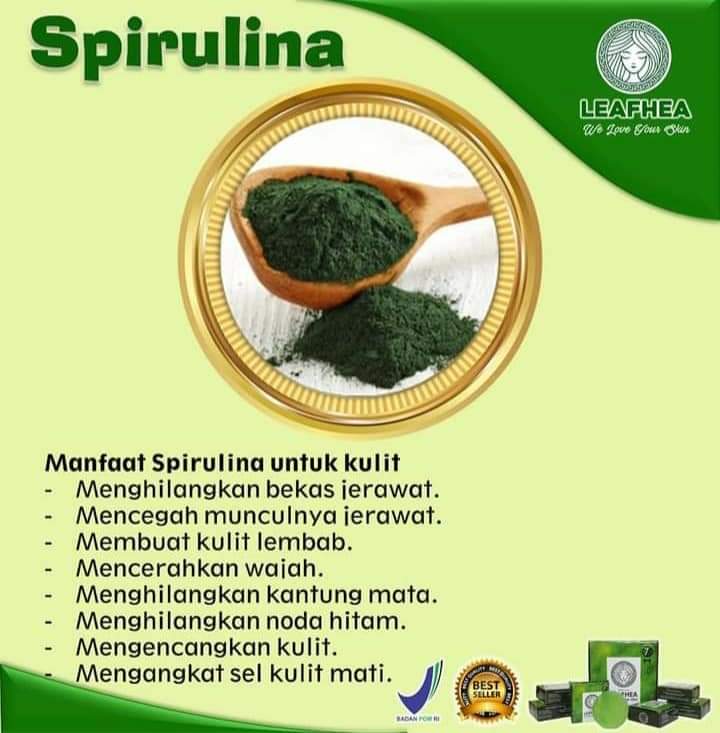 Spirulina
LEAFHEA
We Love Your Skin
Manfaat Spirulina untuk kulit
- Menghilangkan bekas jerawat.
- Mencegah munculnya jerawat.
- Membuat kulit lembab.
- Mencerahkan wajah.
- Menghilangkan kantung mata.
- Menghilangkan noda hitam.
- Mengencangkan kulit.
- Mengangkat sel kulit mati.
BADAN POM RI
BEST
SELLER
LEAFHEA